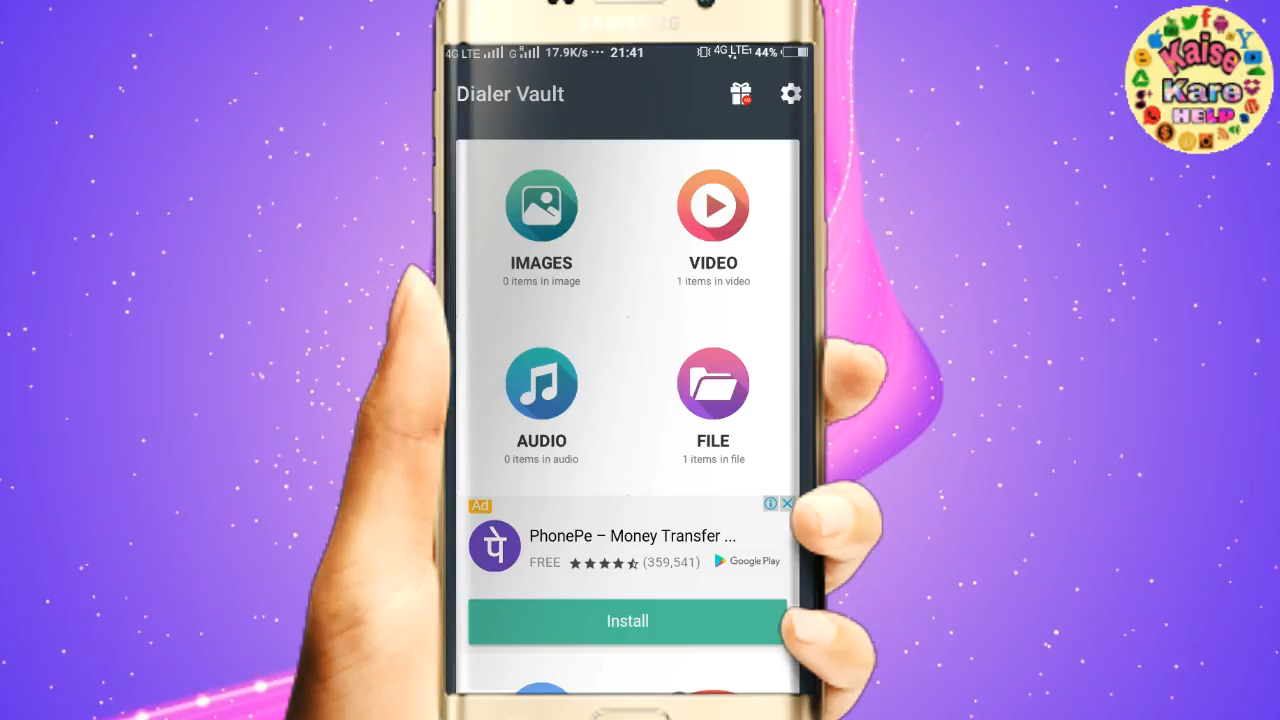 SAMSUNG
4G LTE G R 17.9K/s ··· 21:41 4G LTE1 44%
Dialer Vault
IMAGES
0 items in image
VIDEO
1 items in video
AUDIO
0 items in audio
FILE
1 items in file
Ad
PhonePe – Money Transfer ...
पे
FREE (359,541) Google Play
Install
Kaise
Kare
HELP